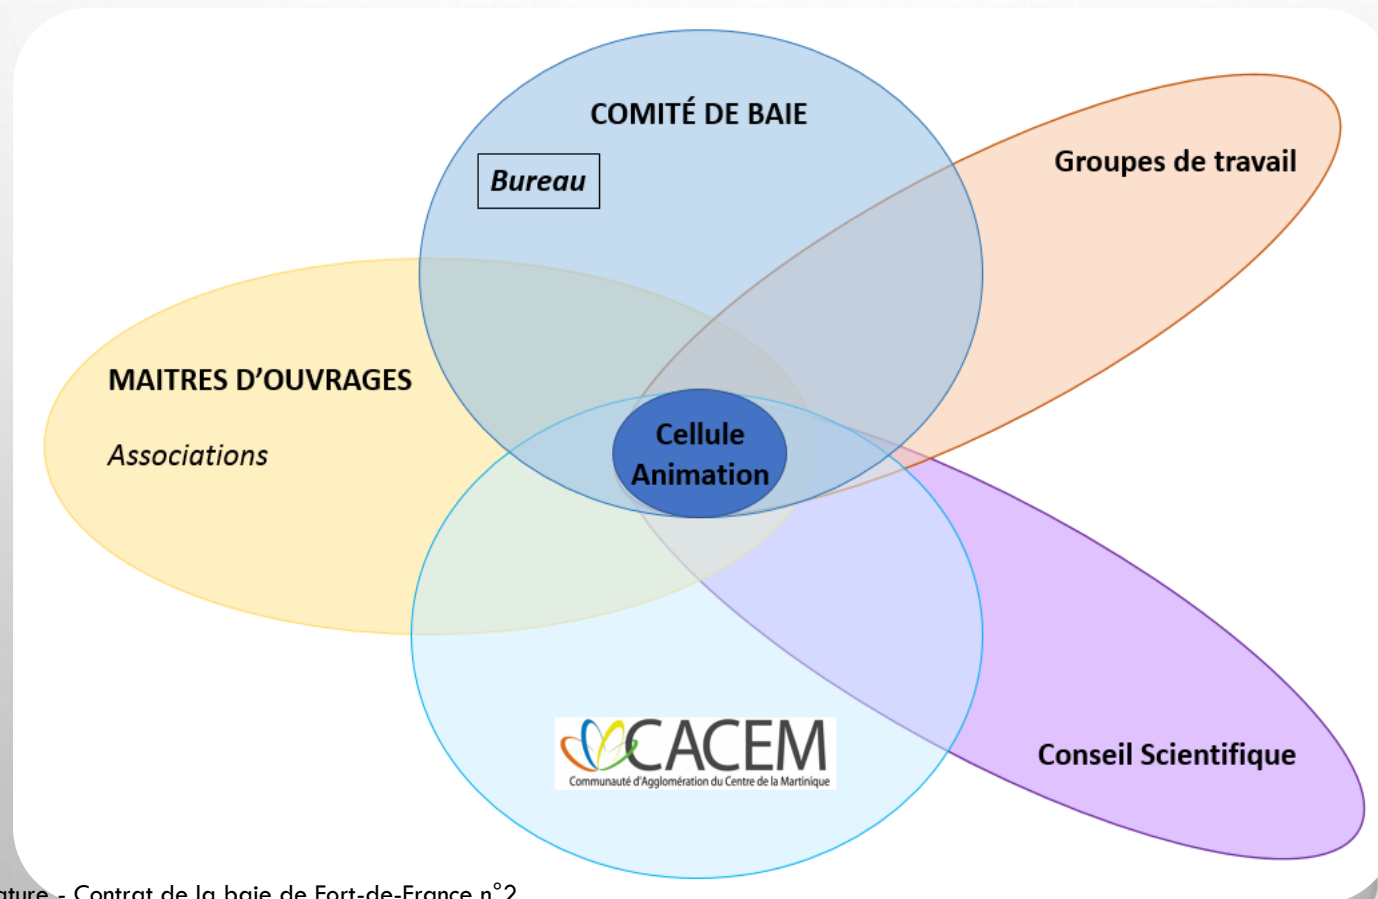 COMITÉ DE BAIE
Bureau
Groupes de travail
MAITRES D’OUVRAGES
Associations
Cellule
Animation
CACEM
Communauté d'Agglomération du Centre de la Martinique
Conseil Scientifique
- Contrat de la baie de Fort-de-France n°2